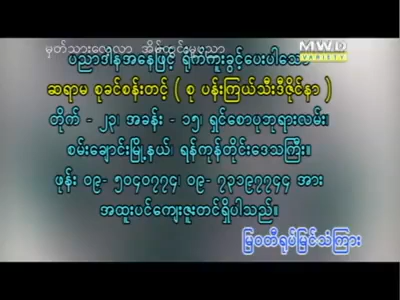 မှတ်သားလေ့လာ အိမ်တွင်းမှုပညာ
MWD
VARIETY
ပညာဒါနအနေဖြင့် ရိုက်ကူးခွင့်ပေးပါသော
ဆရာမ စုခင်စန်းတင့် ( စု ပန်းကြယ်သီးဒီဇိုင်နာ )
တိုက် - ၂၃၊ အခန်း - ၁၅၊ ရှင်စောပုဘုရားလမ်း၊
စမ်းချောင်းမြို့နယ်၊ ရန်ကုန်တိုင်းဒေသကြီး။
ဖုန်း ၀၉- ၅၀၄၀၇၇၄၊ ၀၉- ၇၃၁၉၇၇၄၄ အား
အထူးပင်ကျေးဇူးတင်ရှိပါသည်။
မြဝတီရုပ်မြင်သံကြား